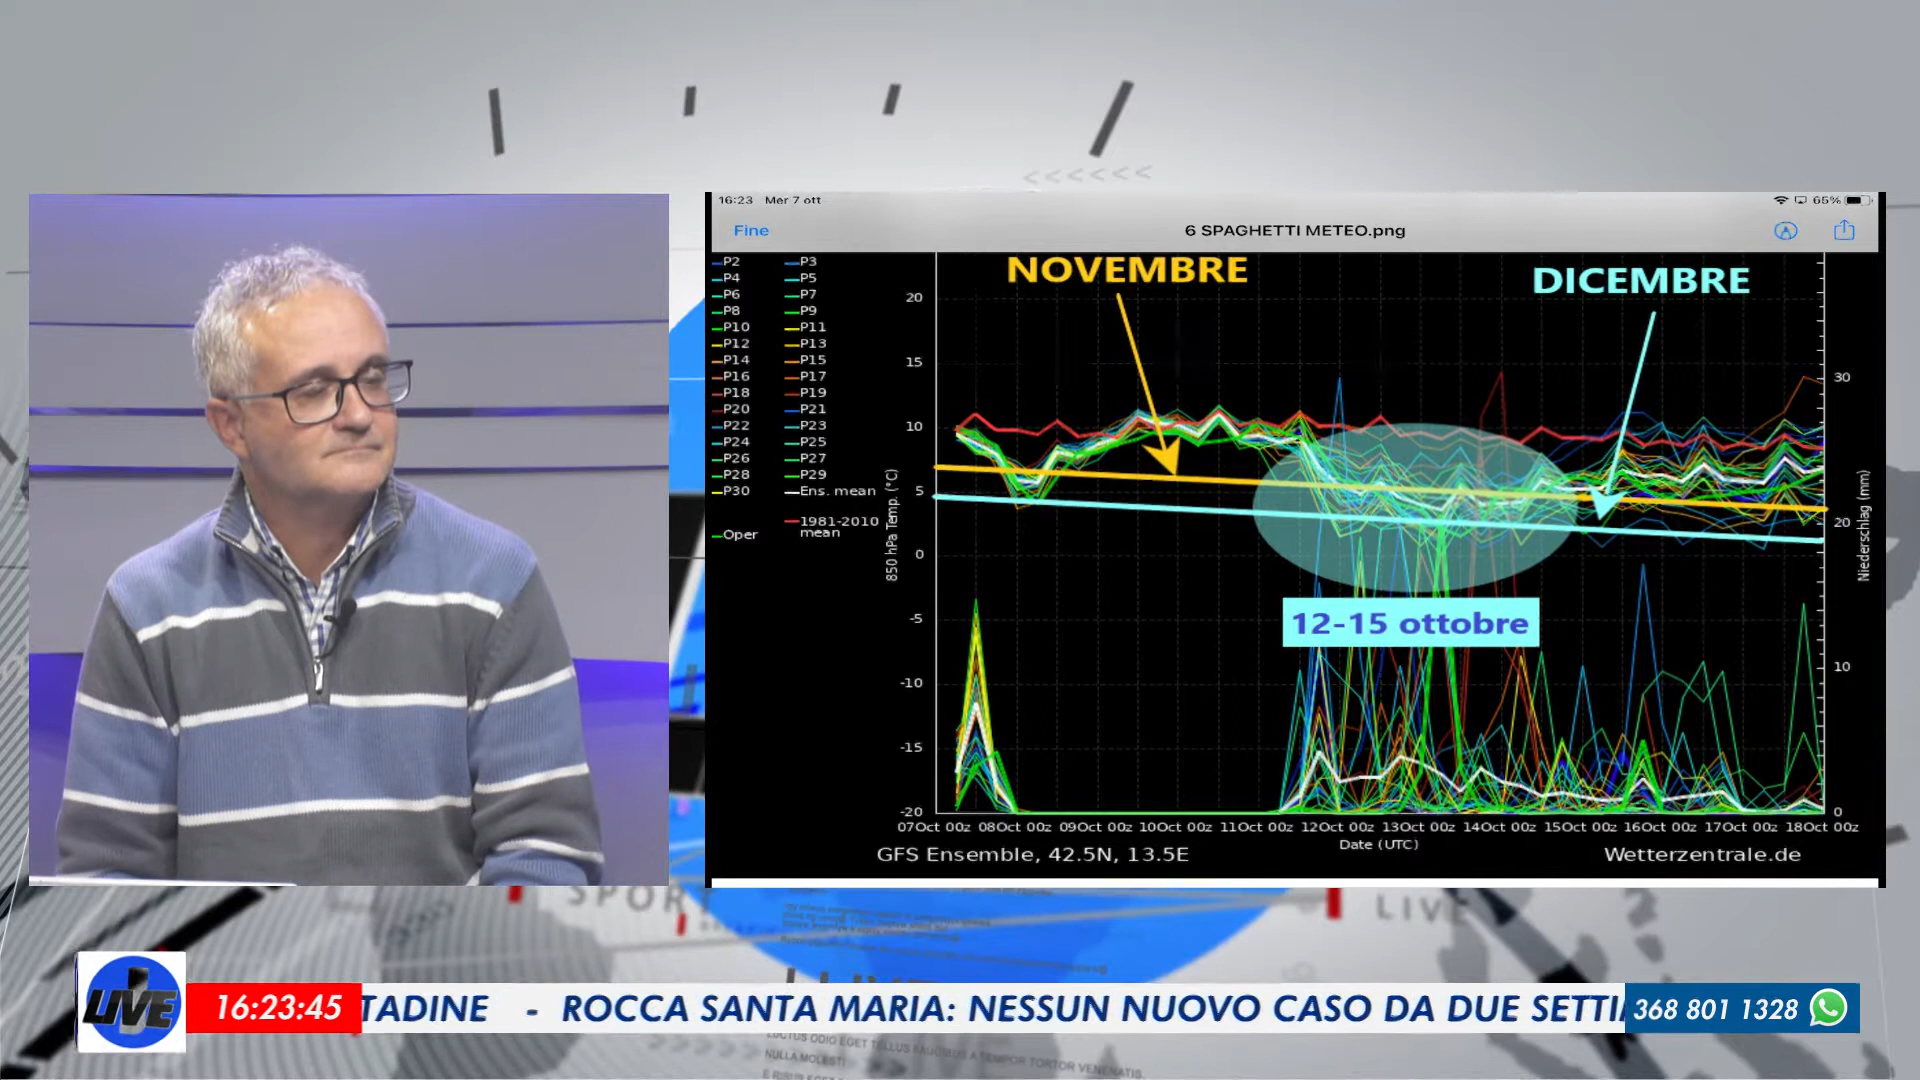 16:23 Mer 7 ott
65%
Fine
6 SPAGHETTI METEO.png
NOVEMBRE
DICEMBRE
P2 P3
P4 P5
P6 P7
P8 P9
P10 P11
P12 P13
P14 P15
P16 P17
P18 P19
P20 P21
P22 P23
P24 P25
P26 P27
P28 P29
P30 Ens. mean
1981-2010
mean
Oper
850 hPa Temp. (°C)
20
15
10
5
0
-5
-10
-15
-20
Niederschlag (mm)
30
20
10
0
12-15 ottobre
07Oct 00z 08Oct 00z 09Oct 00z 10Oct 00z 11Oct 00z 12Oct 00z 13Oct 00z 14Oct 00z 15Oct 00z 16Oct 00z 17Oct 00z 18Oct 00z
Date (UTC)
GFS Ensemble, 42.5N, 13.5E
Wetterzentrale.de
SPORT
LIVE
LIVE
16:23:45
TADINE - ROCCA SANTA MARIA: NESSUN NUOVO CASO DA DUE SETTI
368 801 1328